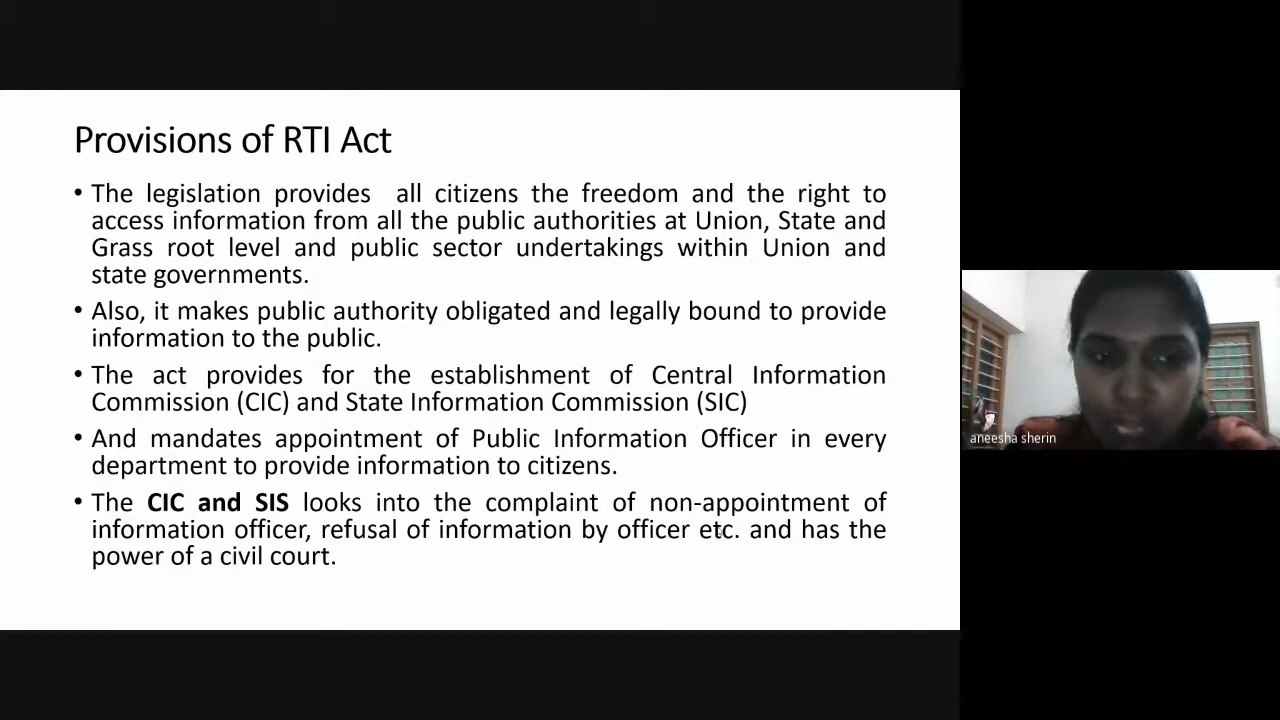 Provisions of RTI Act
• The legislation provides  all citizens the freedom and the right to
access information from all the public authorities at Union, State and
Grass root level and public sector undertakings within Union and
state governments.
• Also, it makes public authority obligated and legally bound to provide
information to the public.
• The act provides for the establishment of Central Information
Commission (CIC) and State Information Commission (SIC)
• And mandates appointment of Public Information Officer in every
department to provide information to citizens.
• The CIC and SIS looks into the complaint of non-appointment of
information officer, refusal of information by officer etc. and has the
power of a civil court.
aneesha sherin